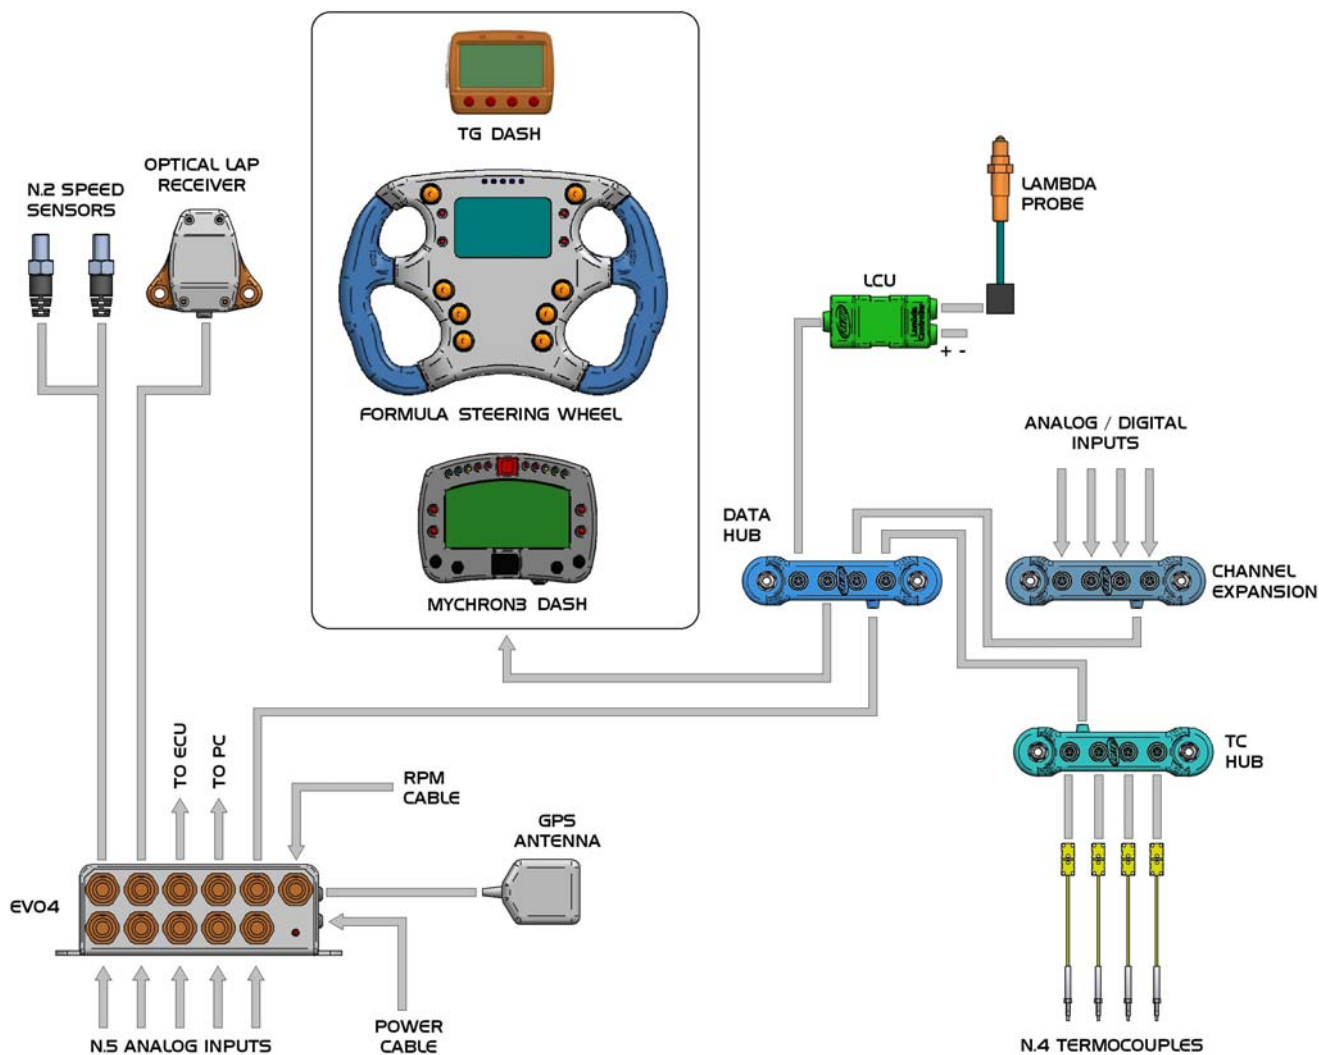 TG DASH
OPTICAL LAP
RECEIVER
N.2 SPEED
SENSORS
LAMBDA
PROBE
LCU
+ -
FORMULA STEERING WHEEL
ANALOG / DIGITAL
INPUTS
DATA
HUB
CHANNEL
EXPANSION
MYCHRON3 DASH
TO ECU
TO PC
RPM
CABLE
TC
HUB
GPS
ANTENNA
EVO4
POWER
CABLE
N.5 ANALOG INPUTS
N.4 TERMOCOUPLES